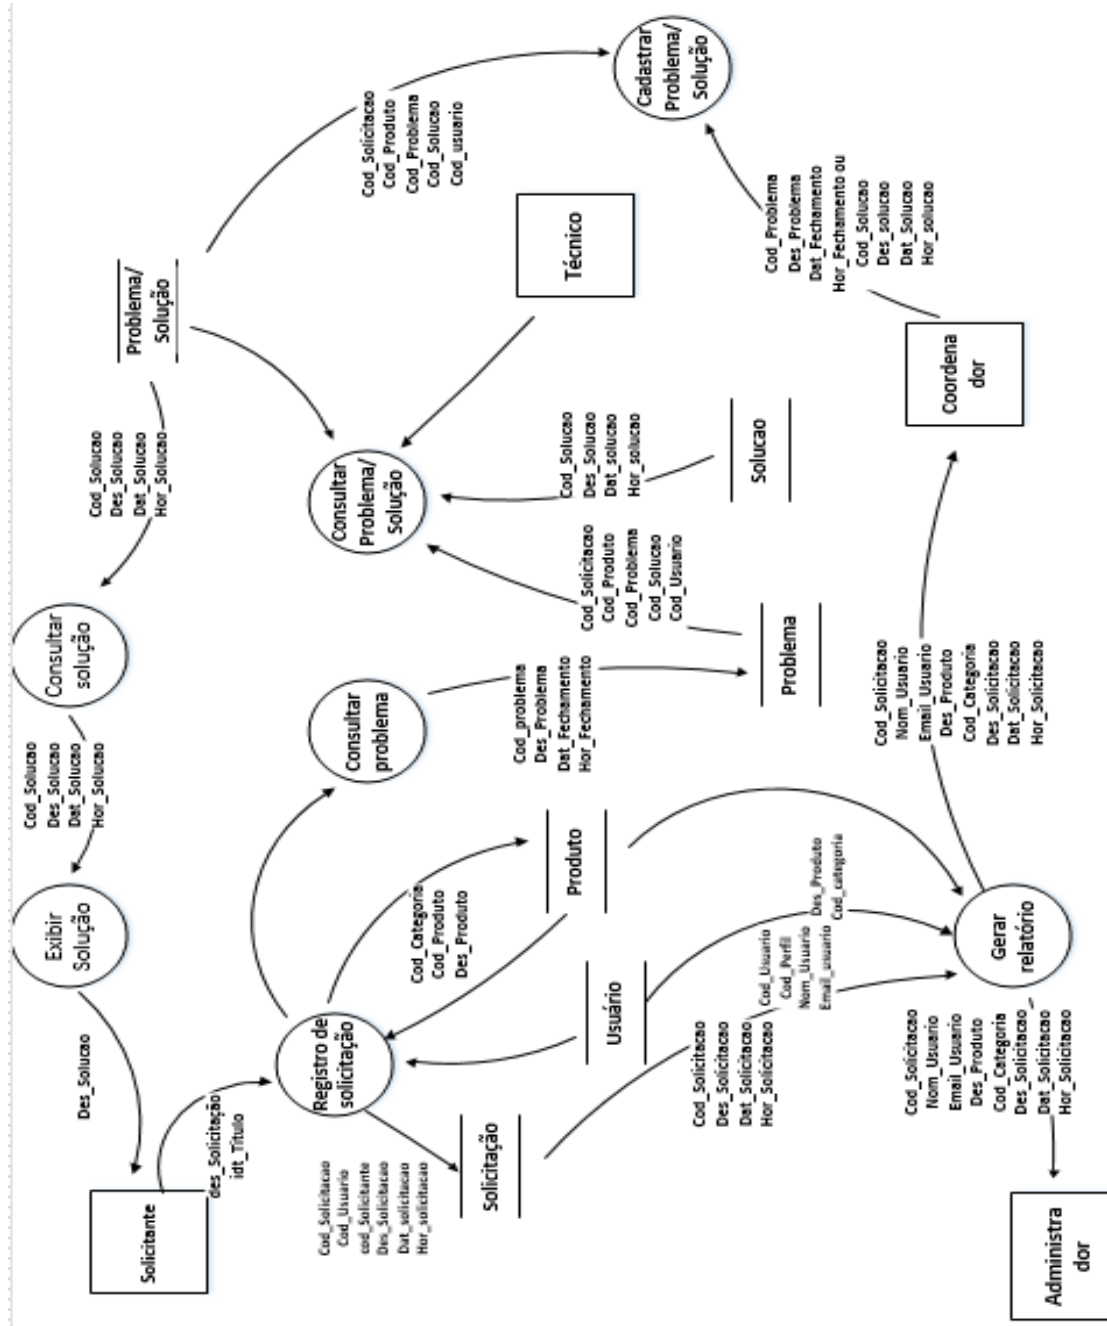 Solicitante
des_Solicitação
idt_Titulo
Des_Solucao
Exibir
Solução
Cod_Solucao
Des_Solucao
Dat_Solucao
Hor_Solucao
Consultar
solução
Cod_Solucao
Des_Solucao
Dat_Solucao
Hor_Solucao
Problema/
Solução
Cod_Solicitacao
Cod_Produto
Cod_Problema
Cod_Solucao
Cod_usuario
Cadastrar
Problema/
Solução
Registro de
solicitação
Cod_Solicitacao
Cod_Usuario
cod_Solicitante
Des_Solicitacao
Dat_solicitacao
Hor_solicitacao
Solicitação
Cod_Categoria
Cod_Produto
Des_Produto
Consultar
problema
Consultar
Problema/
Solução
Técnico
Cod_problema
Des_Problema
Dat_Fechamento
Hor_Fechamento
Cod_Solicitacao
Cod_Produto
Cod_Problema
Cod_Solucao
Cod_Usuario
Cod_Solucao
Des_Solucao
Dat_solucao
Hor_solucao
Usuário
Produto
Problema
Solucao
Cod_Solicitacao
Des_Solicitacao
Dat_Solicitacao
Hor_Solicitacao
Cod_Usuario
Cod_Perfil
Nom_Usuario
Email_usuario
Des_Produto
Cod_categoria
Cod_Problema
Des_Problema
Dat_Fechamento
Hor_Fechamento ou
Cod_Solucao
Des_solucao
Dat_Solucao
Hor_solucao
Cod_Solicitacao
Nom_Usuario
Email_Usuario
Des_Produto
Cod_Categoria
Des_Solicitacao
Dat_Solicitacao
Hor_Solicitacao
Coordena
dor
Cod_Solicitacao
Nom_Usuario
Email_Usuario
Des_Produto
Cod_Categoria
Des_Solicitacao
Dat_Solicitacao
Hor_Solicitacao
Gerar
relatório
Administra
dor